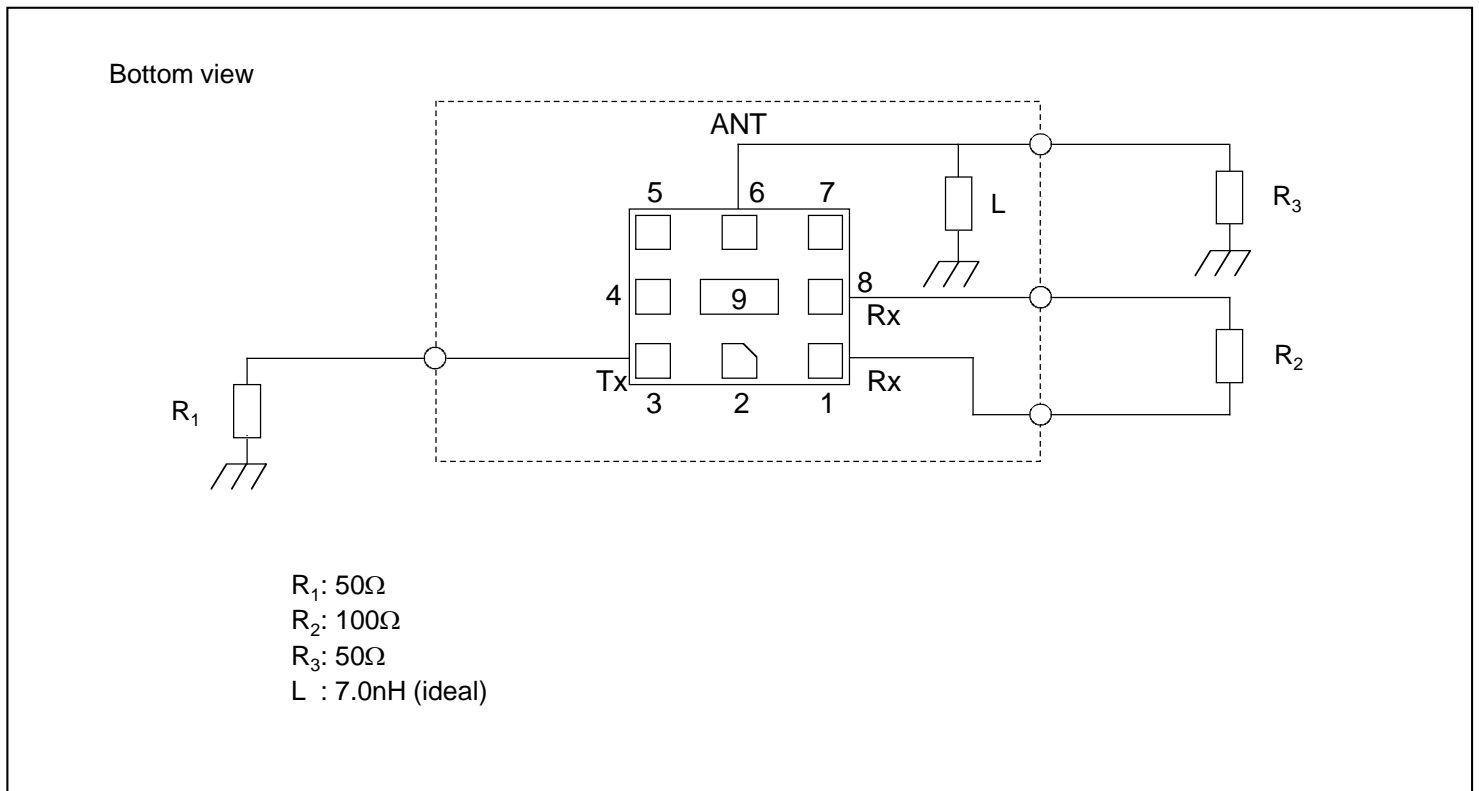 Bottom view
ANT
5 6 7
L
R3
4 9 8
Rx
R2
Tx Rx
3 2 1
R1
R1: 50Ω
R2: 100Ω
R3: 50Ω
L : 7.0nH (ideal)